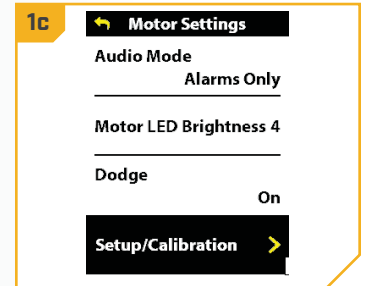 1c
Motor Settings
Audio Mode
Alarms Only
Motor LED Brightness 4
Dodge
On
Setup/Calibration >